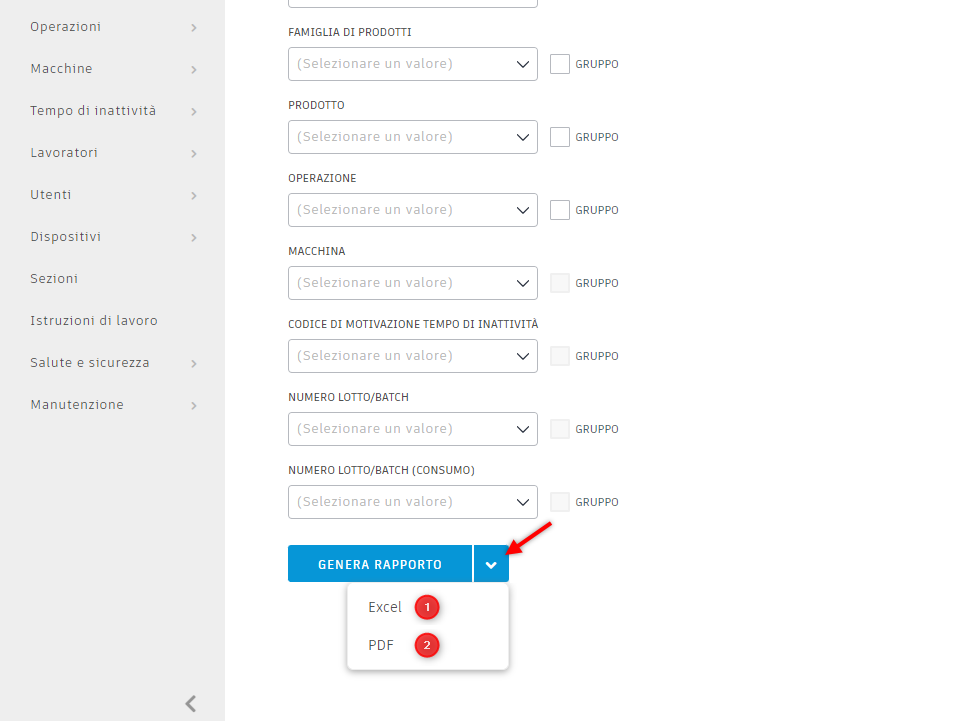 Operazioni
Macchine
Tempo di inattività
Lavoratori
Utenti
Dispositivi
Sezioni
Istruzioni di lavoro
Salute e sicurezza
Manutenzione
FAMIGLIA DI PRODOTTI
(Selezionare un valore) GRUPPO
PRODOTTO
(Selezionare un valore) GRUPPO
OPERAZIONE
(Selezionare un valore) GRUPPO
MACCHINA
(Selezionare un valore) GRUPPO
CODICE DI MOTIVAZIONE TEMPO DI INATTIVITÀ
(Selezionare un valore) GRUPPO
NUMERO LOTTO/BATCH
(Selezionare un valore) GRUPPO
NUMERO LOTTO/BATCH (CONSUMO)
(Selezionare un valore) GRUPPO
GENERA RAPPORTO
Excel 1
PDF 2